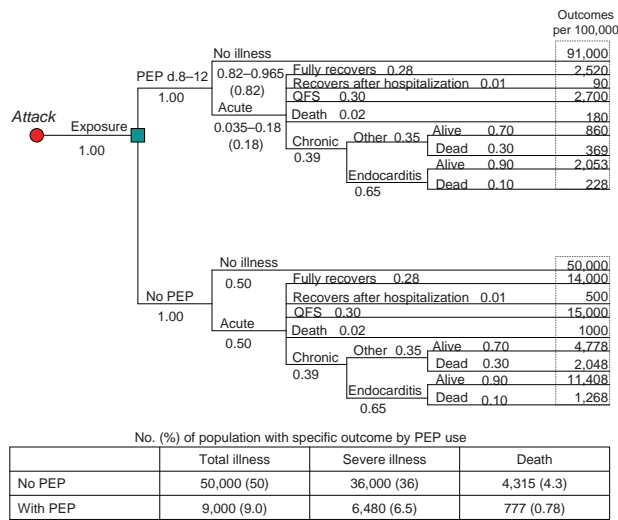 Outcomes
per 100,000
No illness 91,000
PEP d.8–12 0.82–0.965 Fully recovers 0.28 2,520
1.00 (0.82) Recovers after hospitalization 0.01 90
Acute QFS 0.30 2,700
0.035–0.18 Death 0.02 180
(0.18) Chronic Other 0.35 Alive 0.70 860
0.39 Dead 0.30 369
Endocarditis Alive 0.90 2,053
0.65 Dead 0.10 228
Attack Exposure
1.00
No illness 50,000
0.50 Fully recovers 0.28 14,000
No PEP Recovers after hospitalization 0.01 500
1.00 QFS 0.30 15,000
Acute Death 0.02 1000
0.50 Chronic Other 0.35 Alive 0.70 4,778
0.39 Dead 0.30 2,048
Endocarditis Alive 0.90 11,408
0.65 Dead 0.10 1,268
No. (%) of population with specific outcome by PEP use
Total illness Severe illness Death
No PEP 50,000 (50) 36,000 (36) 4,315 (4.3)
With PEP 9,000 (9.0) 6,480 (6.5) 777 (0.78)